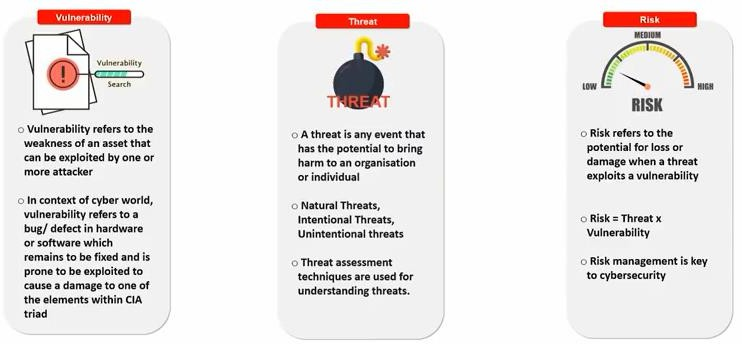 Vulnerability
Vulnerability
Search
○ Vulnerability refers to the
weakness of an asset that
can be exploited by one or
more attacker
○ In context of cyber world,
vulnerability refers to a
bug/ defect in hardware
or software which
remains to be fixed and is
prone to be exploited to
cause a damage to one of
the elements within CIA
triad
Threat
THREAT
○ A threat is any event that
has the potential to bring
harm to an organisation
or individual
○ Natural Threats,
Intentional Threats,
Unintentional threats
○ Threat assessment
techniques are used for
understanding threats.
Risk
MEDIUM
LOW
HIGH
RISK
○ Risk refers to the
potential for loss or
damage when a threat
exploits a vulnerability
○ Risk = Threat x
Vulnerability
○ Risk management is key
to cybersecurity